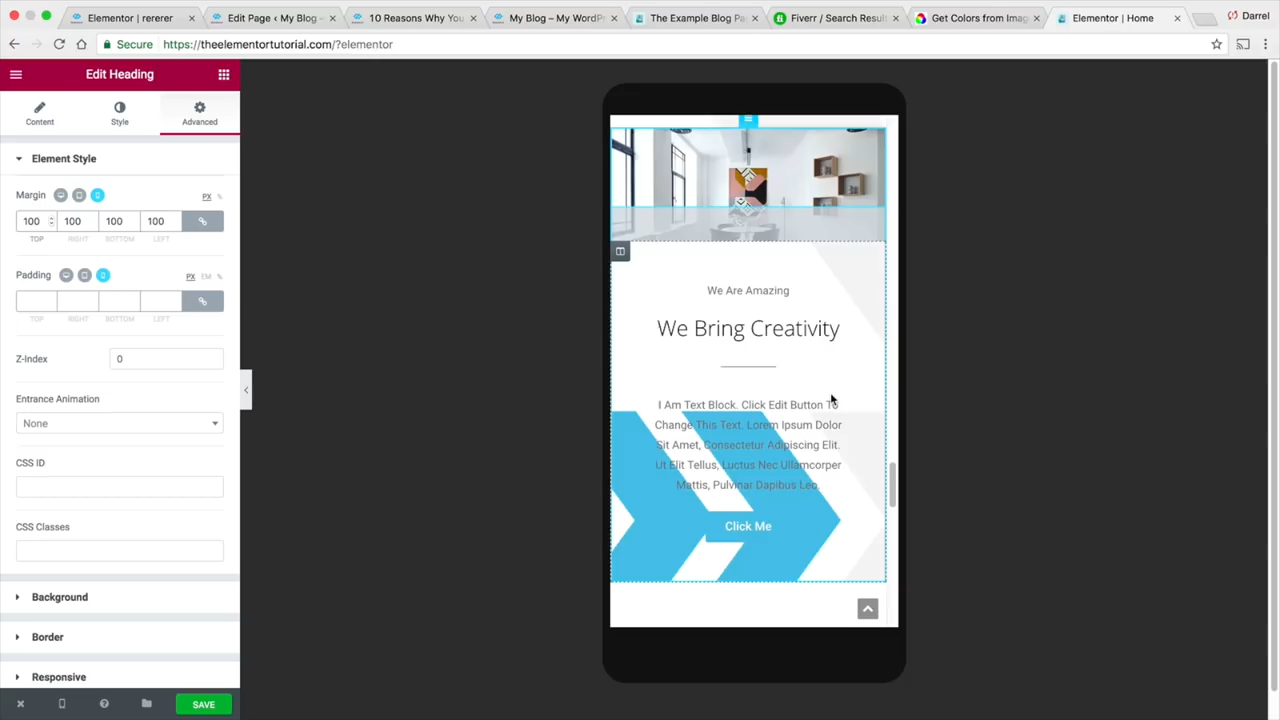 Elementor | rererer
Edit Page ‹ My Blog –
10 Reasons Why You
My Blog – My WordPr
The Example Blog Pa
Fiverr / Search Result
Get Colors from Imag
Elementor | Home
Darrel
Secure
https://theelementortutorial.com/?elementor
Edit Heading
Content
Style
Advanced
Element Style
Margin
PX %
100 100 100 100
TOP RIGHT BOTTOM LEFT
Padding
PX EM %
TOP RIGHT BOTTOM LEFT
Z-Index
0
Entrance Animation
None
CSS ID
CSS Classes
Background
Border
Responsive
SAVE
We Are Amazing
We Bring Creativity
I Am Text Block. Click Edit Button To
Change This Text. Lorem Ipsum Dolor
Sit Amet, Consectetur Adipiscing Elit.
Ut Elit Tellus, Luctus Nec Ullamcorper
Mattis, Pulvinar Dapibus Leo.
Click Me